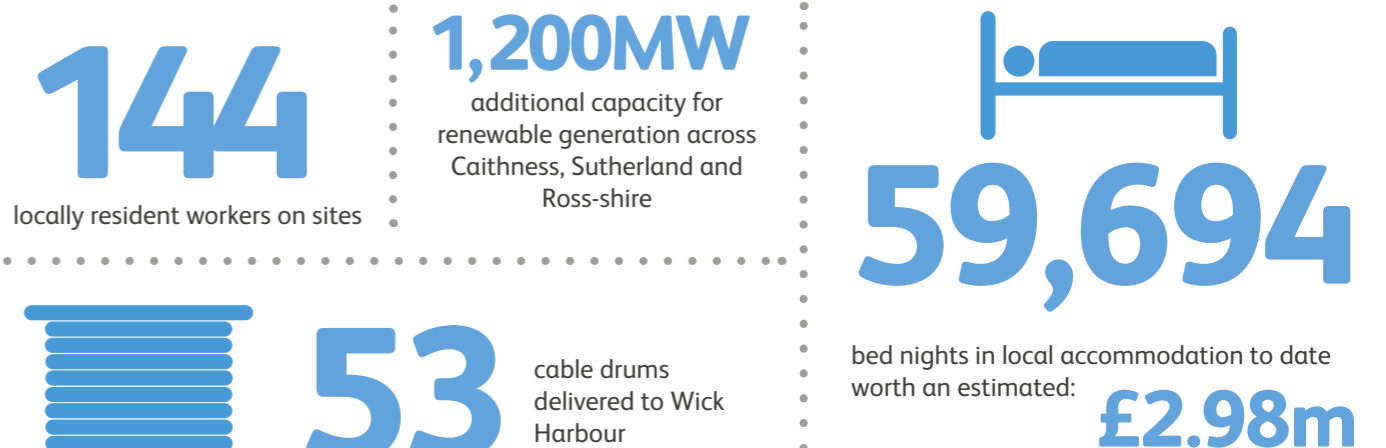 144
locally resident workers on sites
1,200MW
additional capacity for
renewable generation across
Caithness, Sutherland and
Ross-shire
59,694
bed nights in local accommodation to date
worth an estimated:
£2.98m
53
cable drums
delivered to Wick
Harbour